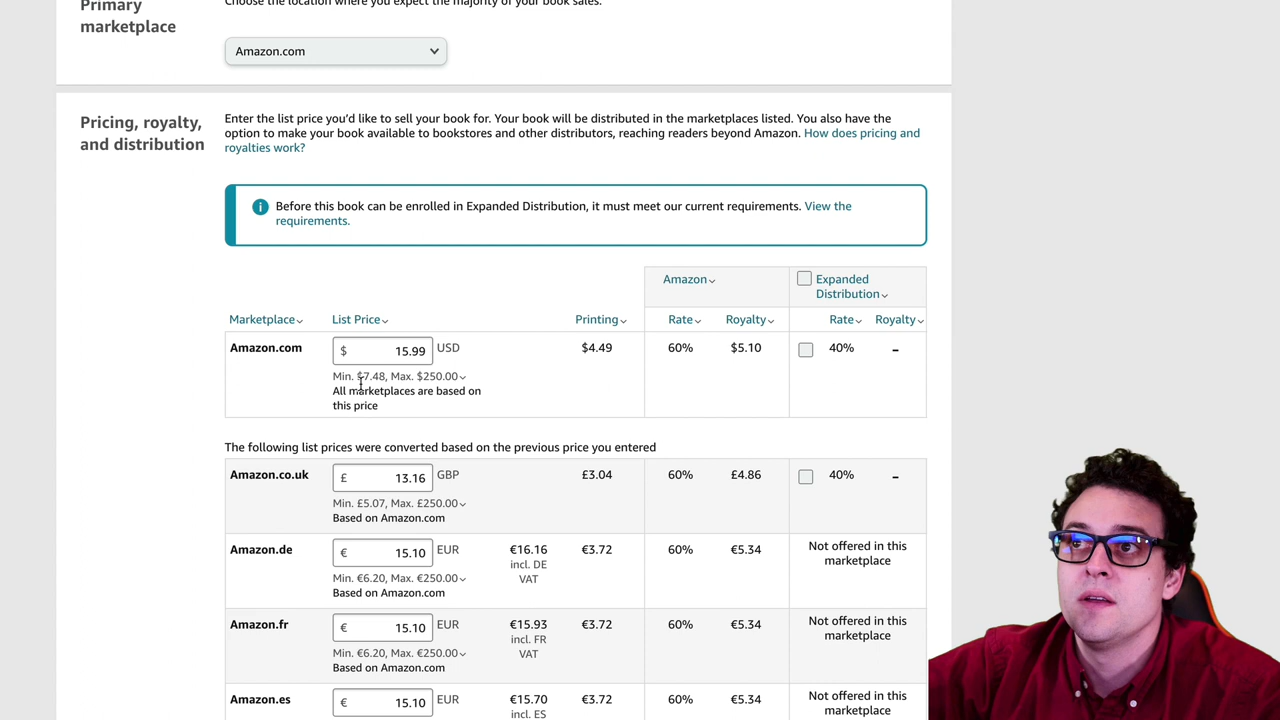 Primary
marketplace
Choose the location where you expect the majority of your book sales.
Amazon.com
Pricing, royalty,
and distribution
Enter the list price you'd like to sell your book for. Your book will be distributed in the marketplaces listed. You also have the
option to make your book available to bookstores and other distributors, reaching readers beyond Amazon. How does pricing and
royalties work?
Before this book can be enrolled in Expanded Distribution, it must meet our current requirements. View the
requirements.
Amazon
Expanded
Distribution
Marketplace List Price Printing Rate Royalty Rate Royalty
Amazon.com $ 15.99 USD $4.49 60% $5.10 40% –
Min. $7.48, Max. $250.00
All marketplaces are based on
this price
The following list prices were converted based on the previous price you entered
Amazon.co.uk £ 13.16 GBP £3.04 60% £4.86 40% –
Min. £5.07, Max. £250.00
Based on Amazon.com
Amazon.de € 15.10 EUR €16.16 €3.72 60% €5.34 Not offered in this
incl. DE marketplace
VAT
Min. €6.20, Max. €250.00
Based on Amazon.com
Amazon.fr € 15.10 EUR €15.93 €3.72 60% €5.34 Not offered in this
incl. FR marketplace
VAT
Min. €6.20, Max. €250.00
Based on Amazon.com
Amazon.es € 15.10 EUR €15.70 €3.72 60% €5.34 Not offered in this
incl. ES marketplace